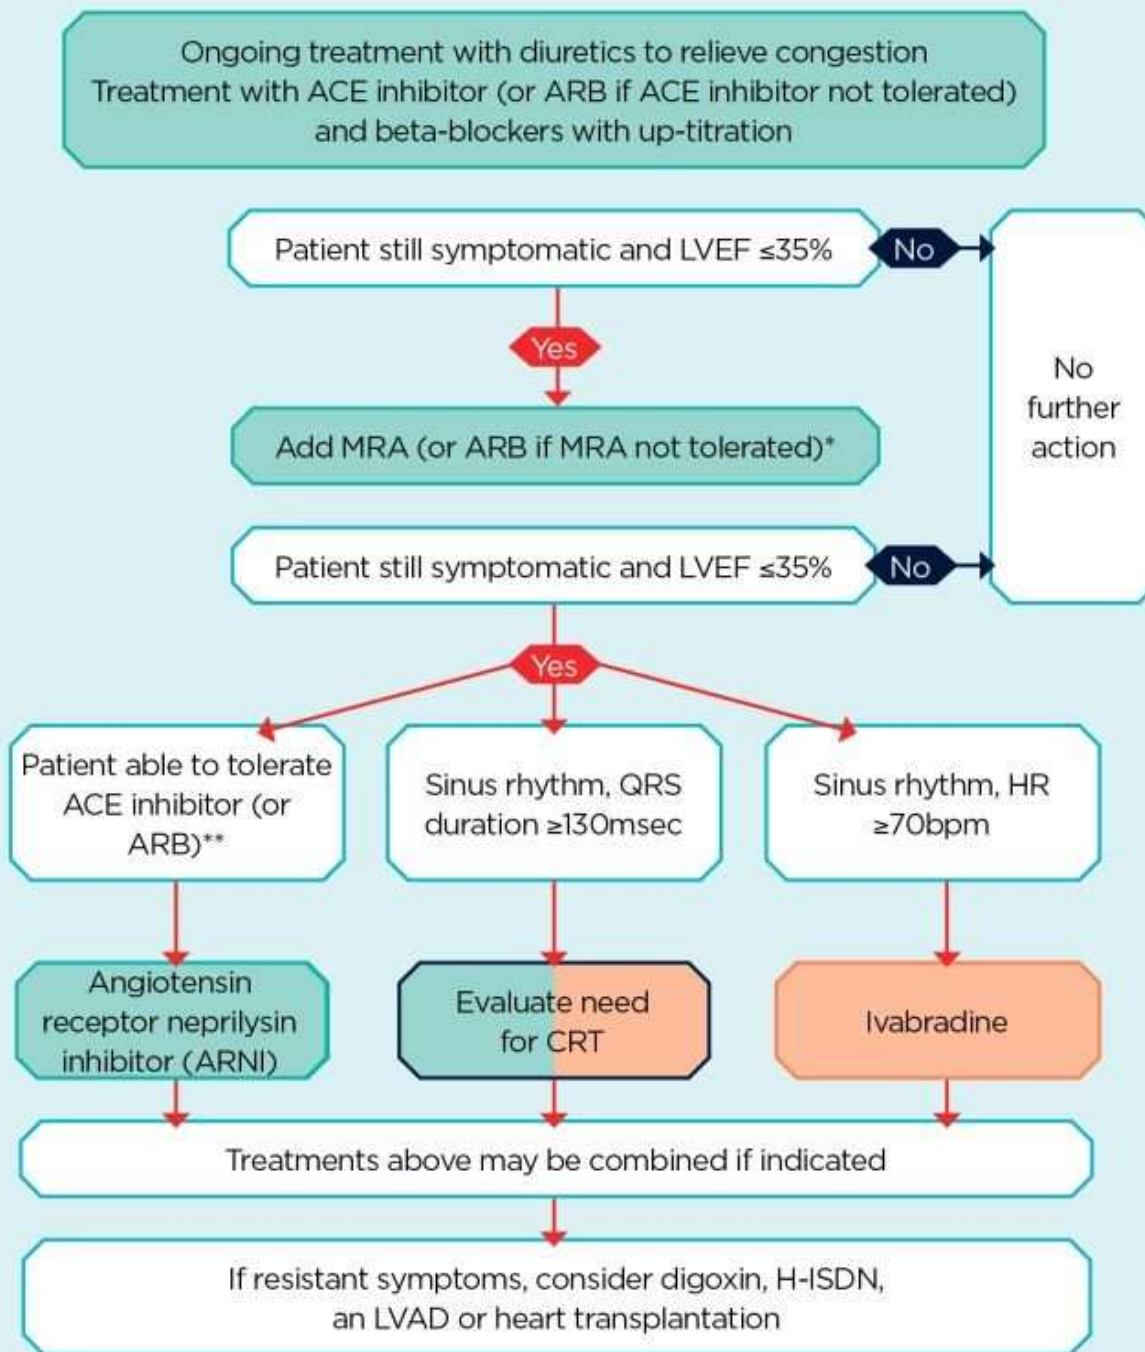 Ongoing treatment with diuretics to relieve congestion
Treatment with ACE inhibitor (or ARB if ACE inhibitor not tolerated)
and beta-blockers with up-titration
Patient still symptomatic and LVEF ≤35%
No
No
further
action
Yes
Add MRA (or ARB if MRA not tolerated)*
Patient still symptomatic and LVEF ≤35%
No
Yes
Patient able to tolerate
ACE inhibitor (or
ARB)**
Sinus rhythm, QRS
duration ≥130msec
Sinus rhythm, HR
≥70bpm
Angiotensin
receptor neprilysin
inhibitor (ARNI)
Evaluate need
for CRT
Ivabradine
Treatments above may be combined if indicated
If resistant symptoms, consider digoxin, H-ISDN,
an LVAD or heart transplantation